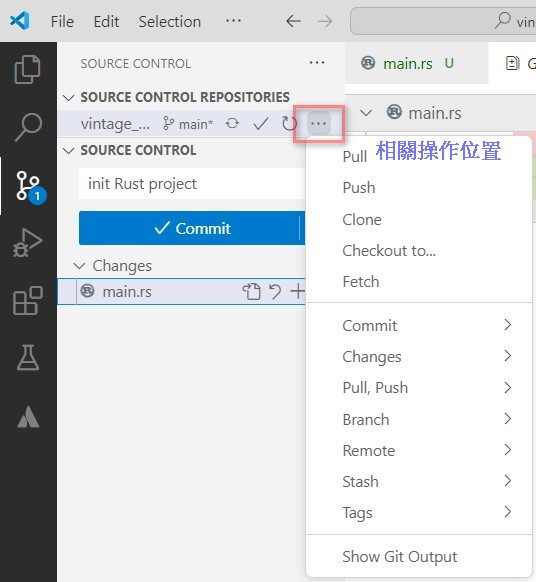 File Edit Selection ··· vin
SOURCE CONTROL ···
main.rs U
SOURCE CONTROL REPOSITORIES
vintage_... main* ···
main.rs
SOURCE CONTROL
init Rust project
Commit
Changes
main.rs
1
相關操作位置
Pull
Push
Clone
Checkout to...
Fetch
Commit
Changes
Pull, Push
Branch
Remote
Stash
Tags
Show Git Output